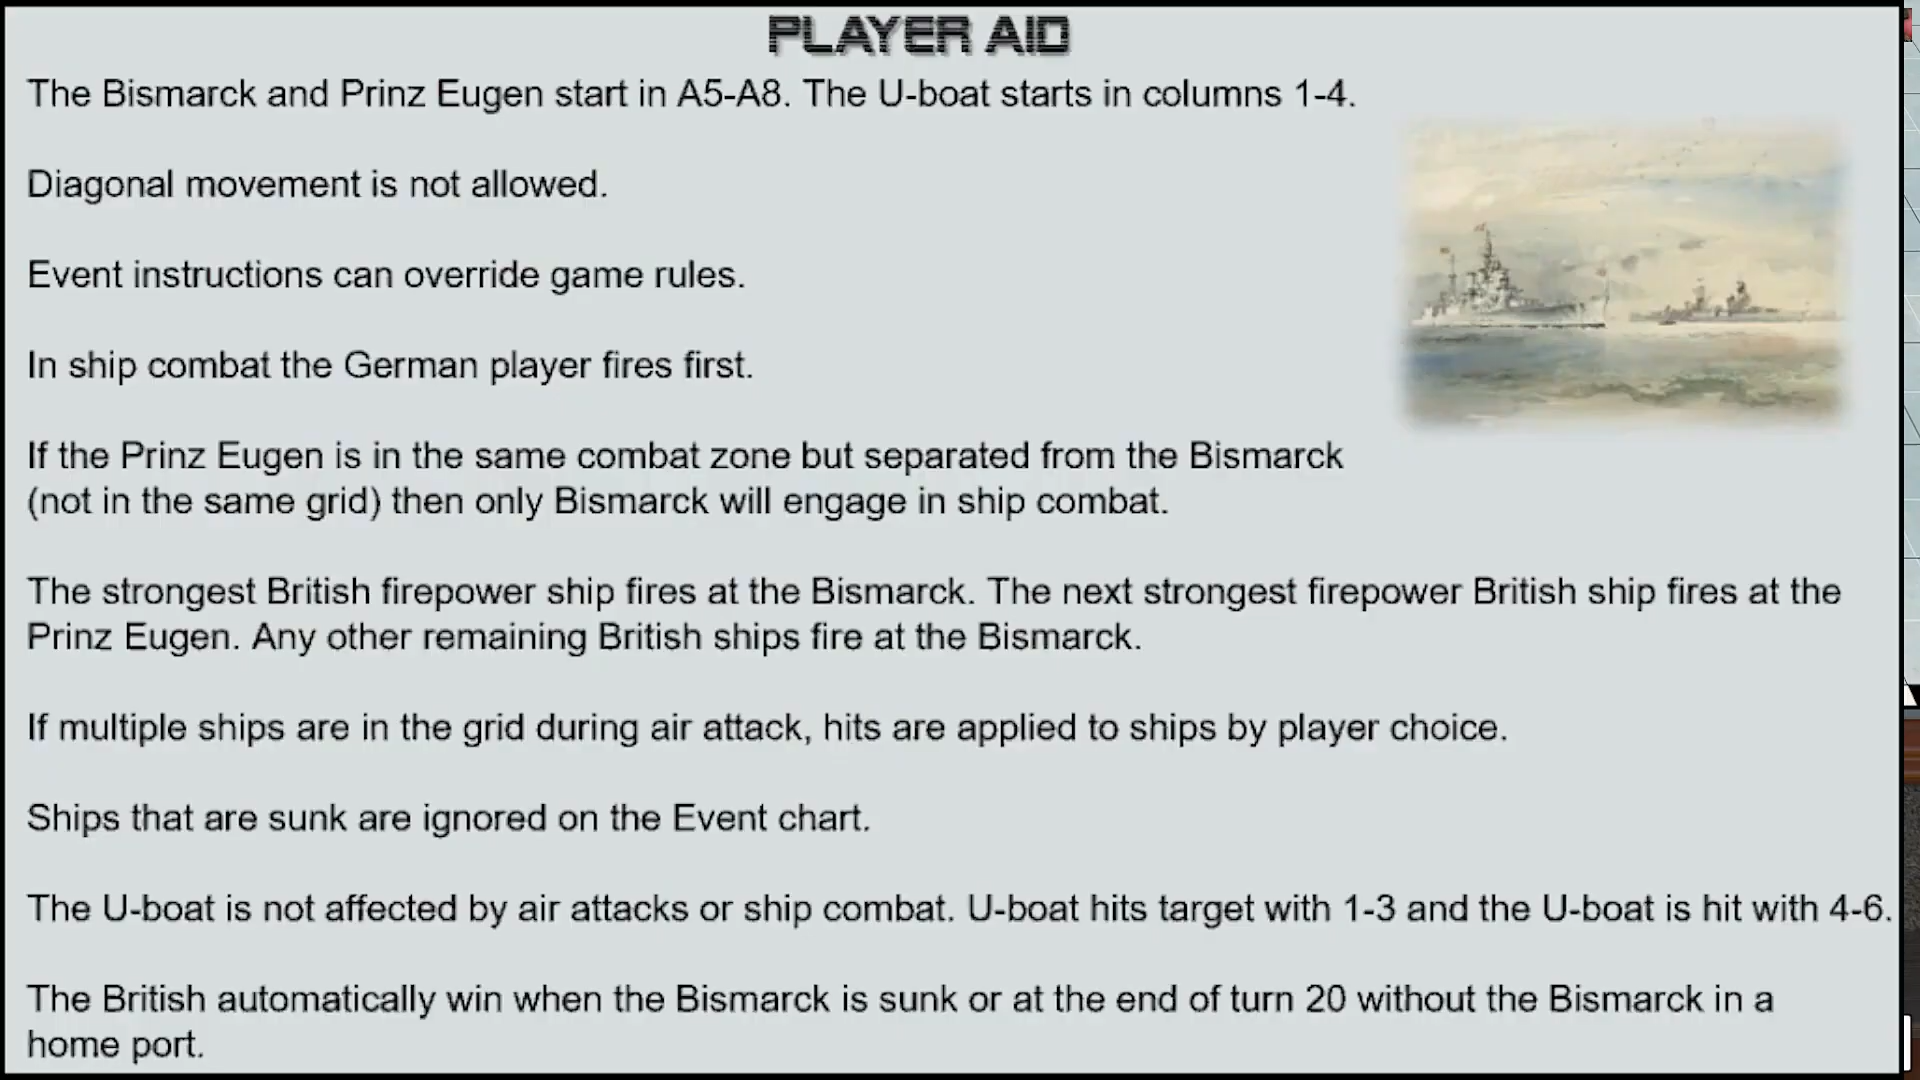 PLAYER AID
The Bismarck and Prinz Eugen start in A5-A8. The U-boat starts in columns 1-4.
Diagonal movement is not allowed.
Event instructions can override game rules.
In ship combat the German player fires first.
If the Prinz Eugen is in the same combat zone but separated from the Bismarck
(not in the same grid) then only Bismarck will engage in ship combat.
The strongest British firepower ship fires at the Bismarck. The next strongest firepower British ship fires at the
Prinz Eugen. Any other remaining British ships fire at the Bismarck.
If multiple ships are in the grid during air attack, hits are applied to ships by player choice.
Ships that are sunk are ignored on the Event chart.
The U-boat is not affected by air attacks or ship combat. U-boat hits target with 1-3 and the U-boat is hit with 4-6.
The British automatically win when the Bismarck is sunk or at the end of turn 20 without the Bismarck in a
home port.